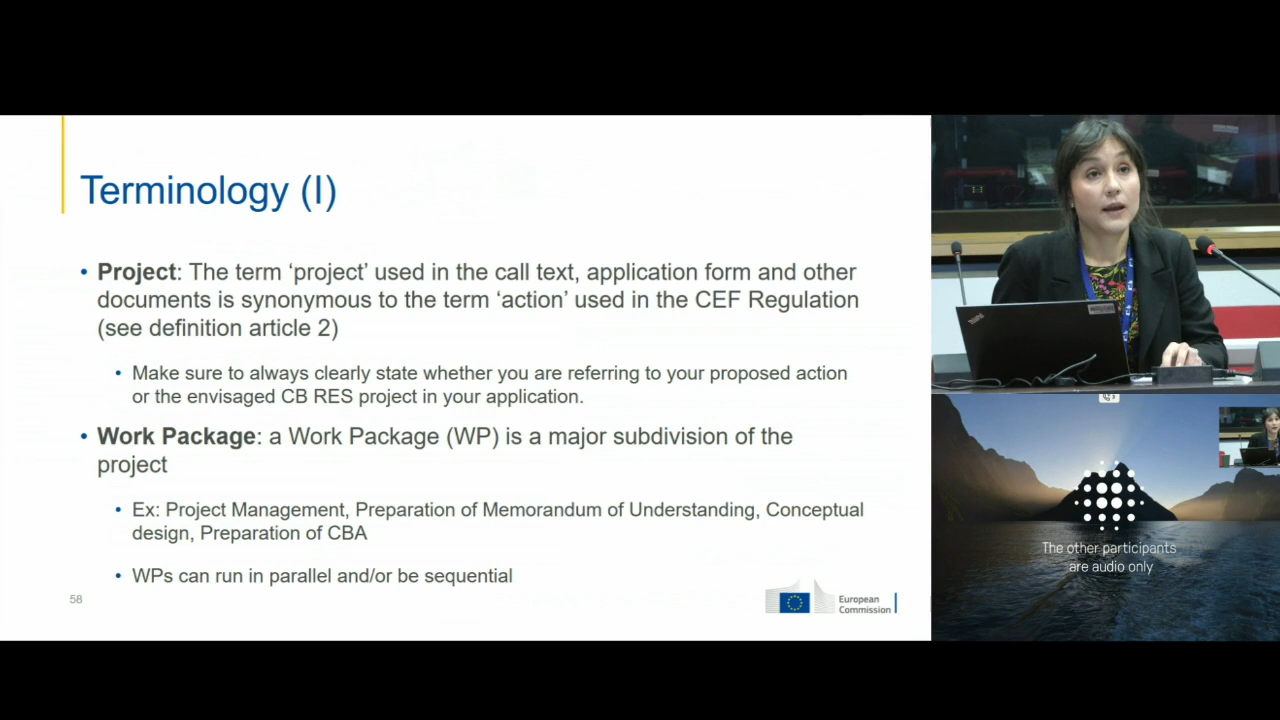 Terminology (I)
• Project: The term ‘project’ used in the call text, application form and other
documents is synonymous to the term ‘action’ used in the CEF Regulation
(see definition article 2)
• Make sure to always clearly state whether you are referring to your proposed action
or the envisaged CB RES project in your application.
• Work Package: a Work Package (WP) is a major subdivision of the
project
• Ex: Project Management, Preparation of Memorandum of Understanding, Conceptual
design, Preparation of CBA
• WPs can run in parallel and/or be sequential
58
European
Commission
ThinkPad
The other participants
are audio only